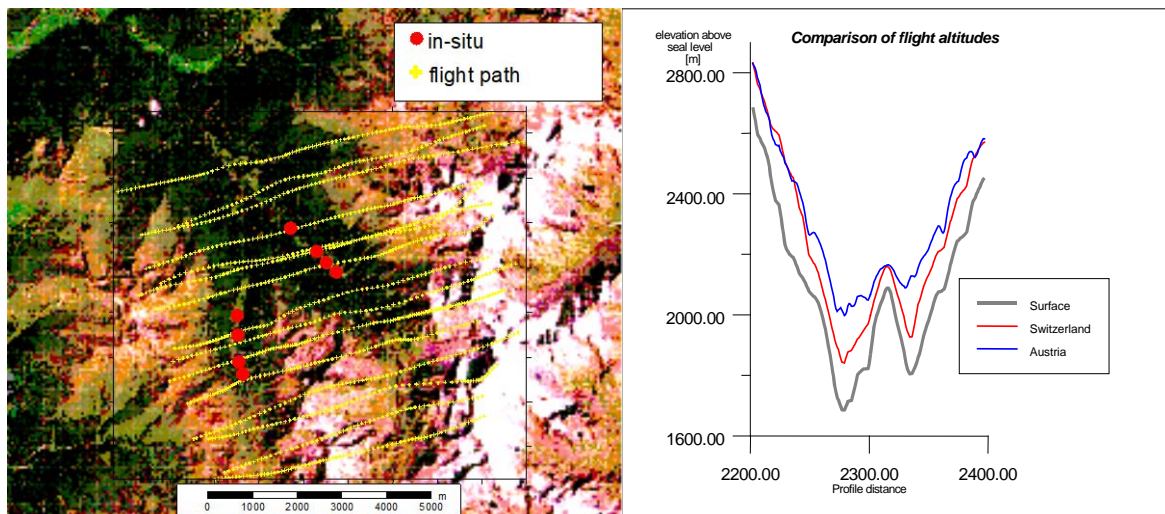 in-situ
flight path
m
0 1000 2000 3000 4000 5000
Comparison of flight altitudes
elevation above
seal level
[m]
2800.00
2400.00
2000.00
1600.00
2200.00 2300.00 2400.00
Profile distance
Surface
Switzerland
Austria